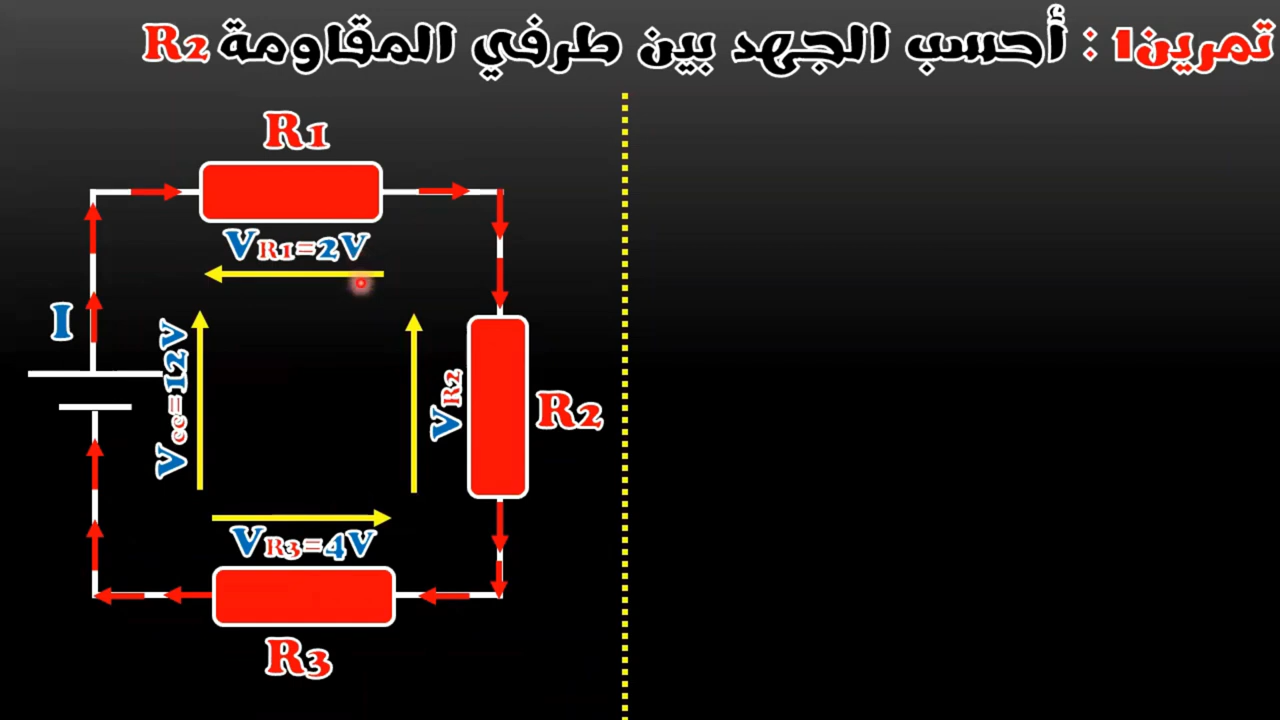 تمرين1 : أحسب الجهد بين طرفي المقاومة R2
R1
VR1=2V
I
Vcc=12V
VR2
R2
VR3=4V
R3